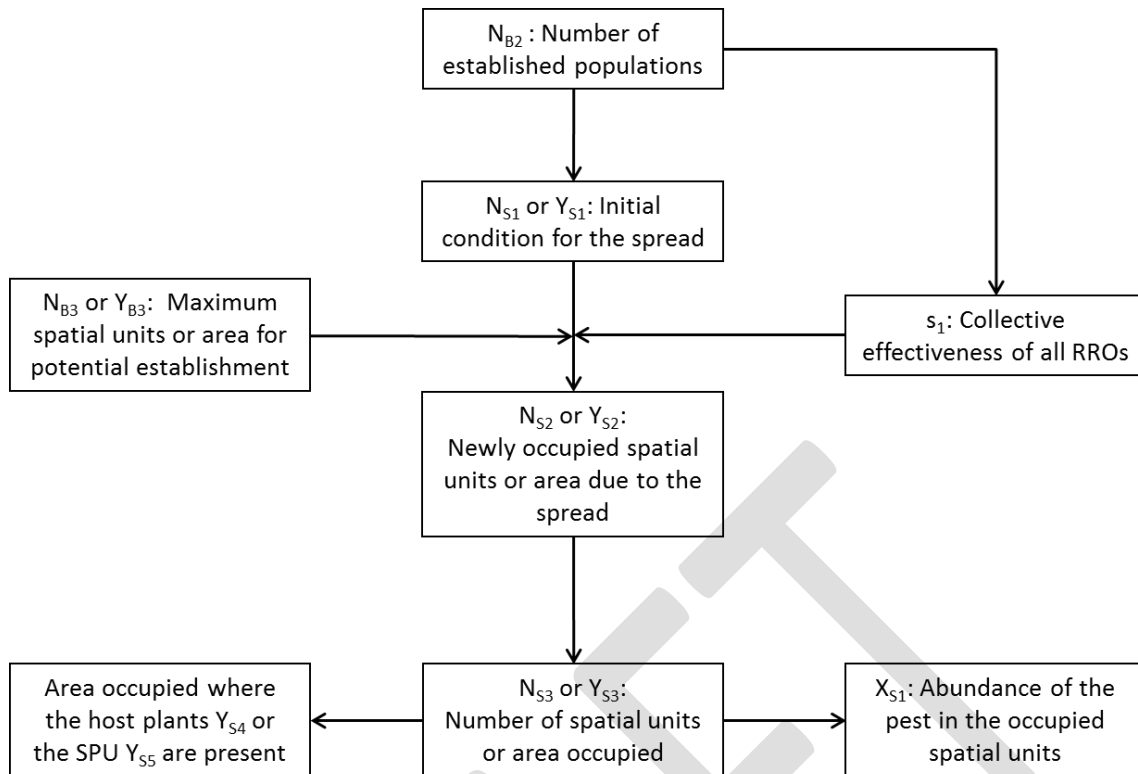 N_B2 : Number of
established populations
N_S1 or Y_S1: Initial
condition for the spread
N_B3 or Y_B3:  Maximum
spatial units or area for
potential establishment
s_1: Collective
effectiveness of all RROs
N_S2 or Y_S2:
Newly occupied spatial
units or area due to the
spread
Area occupied where
the host plants Y_S4 or
the SPU Y_S5 are present
N_S3 or Y_S3:
Number of spatial units
or area occupied
X_S1: Abundance of the
pest in the occupied
spatial units